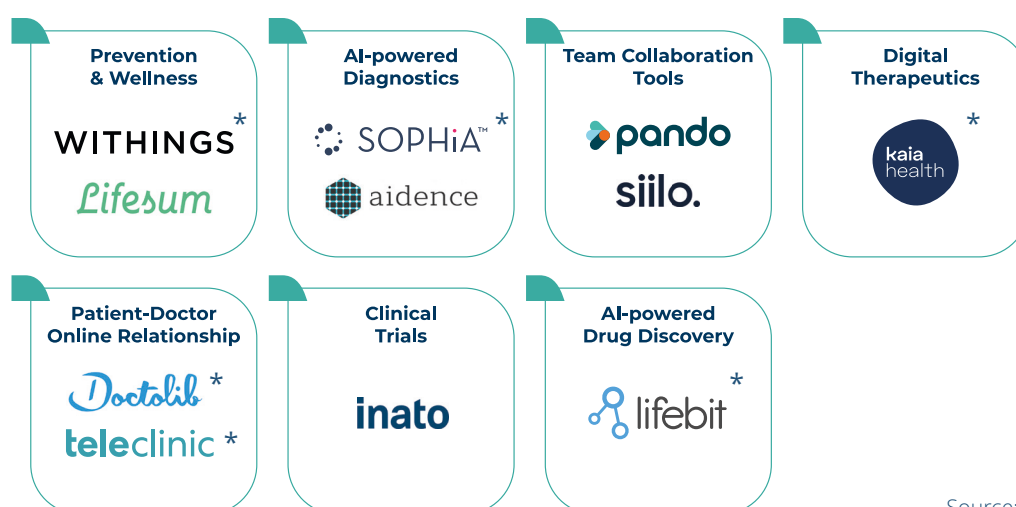 Prevention
& Wellness
WITHINGS*
Lifesum
AI-powered
Diagnostics
SOPHiA™ *
aidence
Team Collaboration
Tools
pando
siilo.
Digital
Therapeutics
*
kaia
health
Patient-Doctor
Online Relationship
Doctolib *
teleclinic *
Clinical
Trials
inato
AI-powered
Drug Discovery
lifebit *
Source: